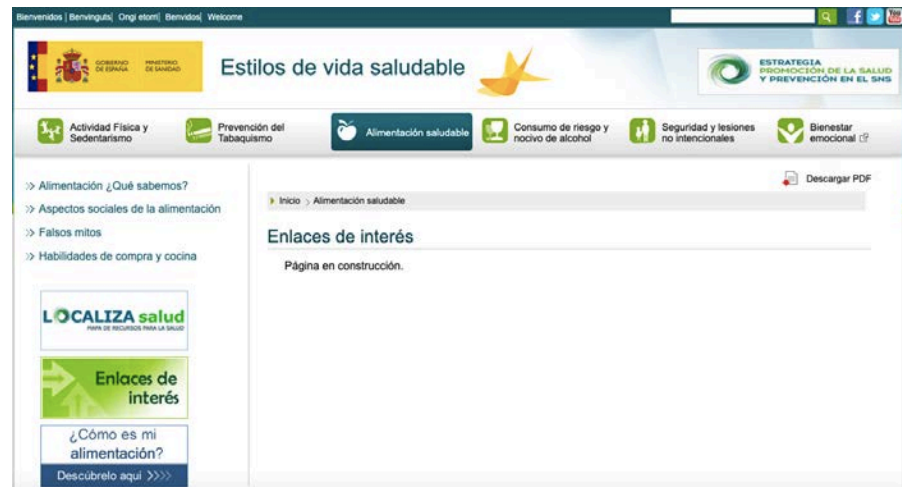 Bienvenidos | Benvinguts| Ongi etorri| Benvidos| Welcome
GOBIERNO DE ESPAÑA
MINISTERIO DE SANIDAD
Estilos de vida saludable
ESTRATEGIA
PROMOCIÓN DE LA SALUD
Y PREVENCIÓN EN EL SNS
Actividad Física y
Sedentarismo
Prevención del
Tabaquismo
Alimentación saludable
Consumo de riesgo y
nocivo de alcohol
Seguridad y lesiones
no intencionales
Bienestar
emocional
Descargar PDF
>> Alimentación ¿Qué sabemos?
>> Aspectos sociales de la alimentación
>> Falsos mitos
>> Habilidades de compra y cocina
Inicio > Alimentación saludable
Enlaces de interés
Página en construcción.
LOCALIZA salud
MAPA DE RECURSOS PARA LA SALUD
Enlaces de
interés
¿Cómo es mi
alimentación?
Descúbrelo aquí >>>>